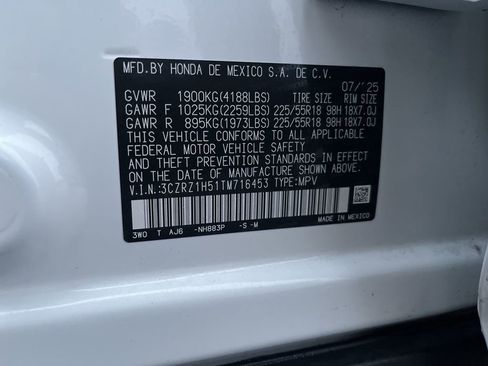 MFD.BY HONDA DE MEXICO S.A. DE C.V.
07/'25
GVWR 1900KG(4188LBS) TIRE SIZE RIM SIZE
GAWR F 1025KG(2259LBS) 225/55R18 98H 18X7.0J
GAWR R 895KG(1973LBS) 225/55R18 98H 18X7.0J
THIS VEHICLE CONFORMS TO ALL APPLICABLE
FEDERAL MOTOR VEHICLE SAFETY
AND THEFT PREVENTION STANDARDS IN EFFECT
ON THE DATE OF MANUFACTURE SHOWN ABOVE.
V.I.N.:3CZRZ1H51TM716453 TYPE:MPV
3W0 T AJ6 -NH883P -S -M
MADE IN MEXICO